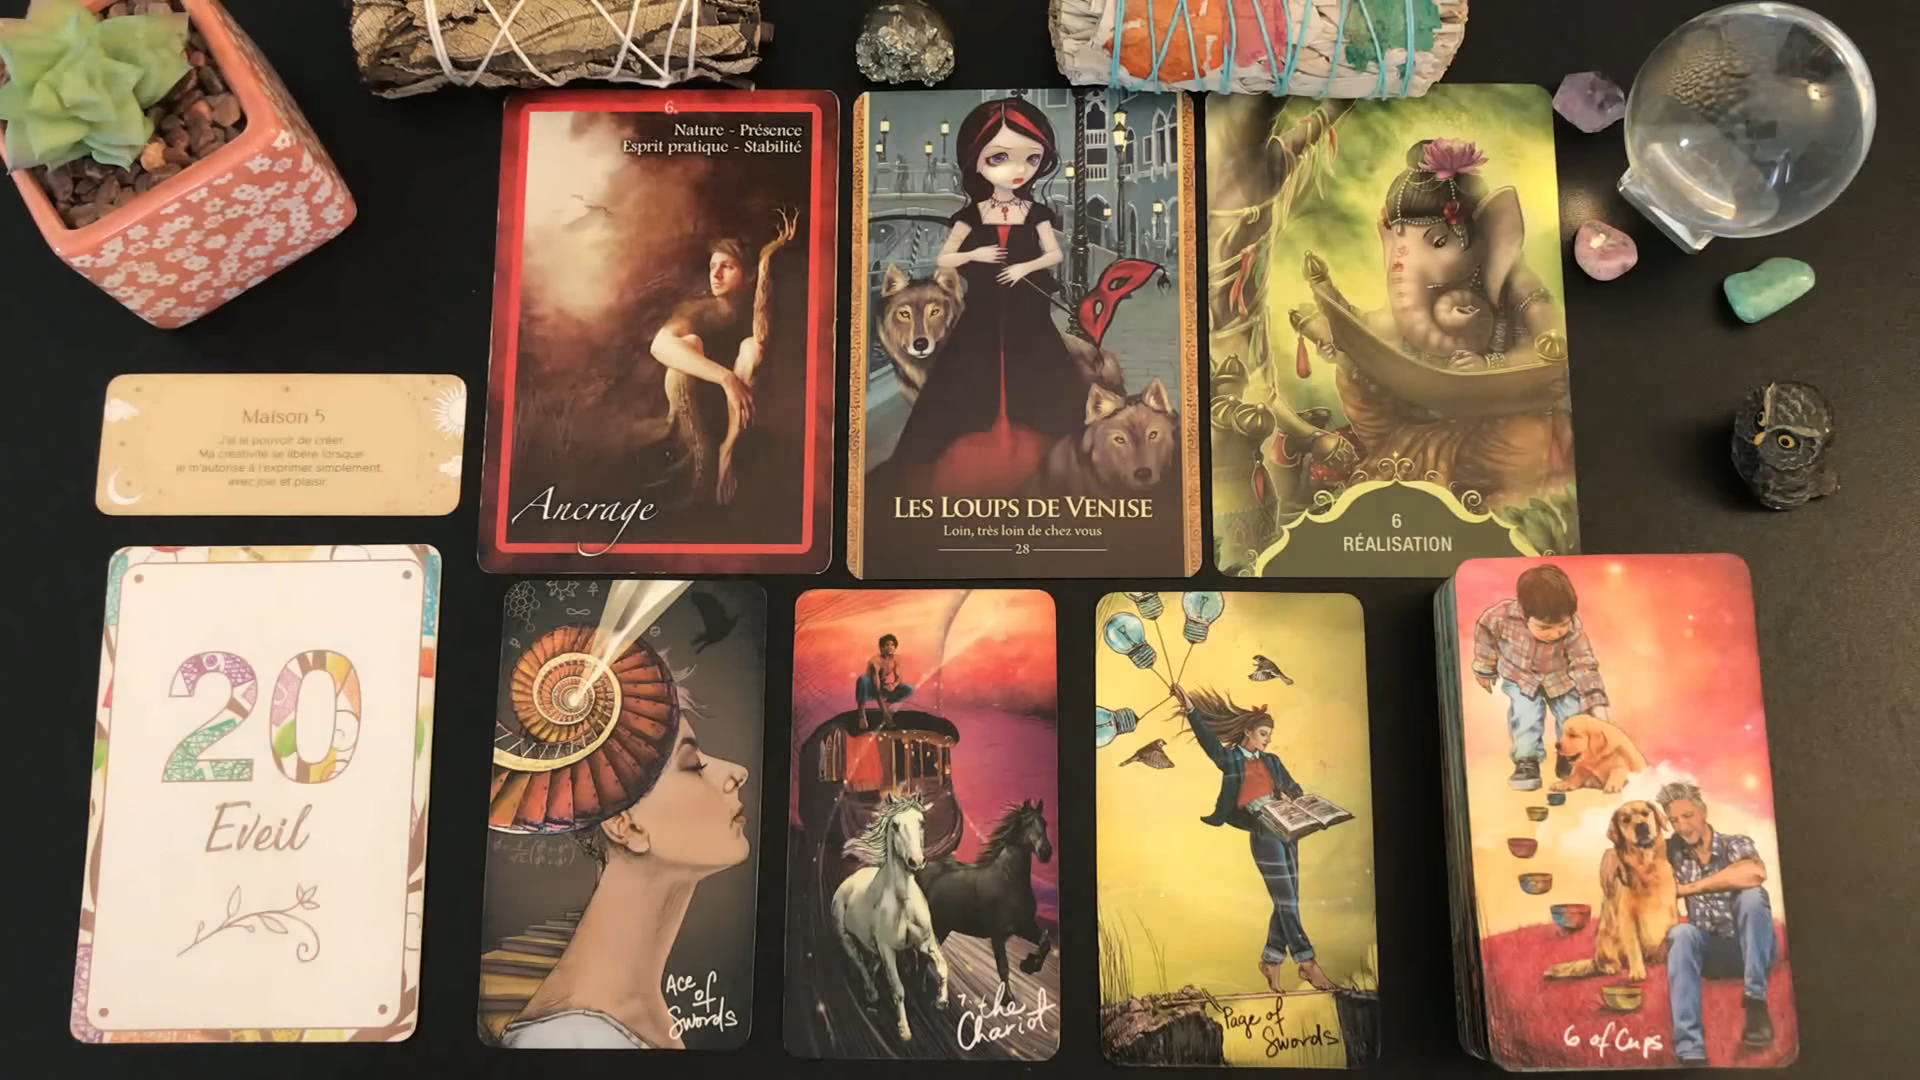 6.
Nature - Présence
Esprit pratique - Stabilité
Ancrage
LES LOUPS DE VENISE
Loin, très loin de chez vous
28
6
RÉALISATION
Maison 5
J'ai le pouvoir de créer.
Ma créativité se libère lorsque
je m'autorise à l'exprimer simplement,
avec joie et plaisir.
20
Eveil
Ace
of
Swords
7. the
Chariot
Page of
Swords
6 of Cups